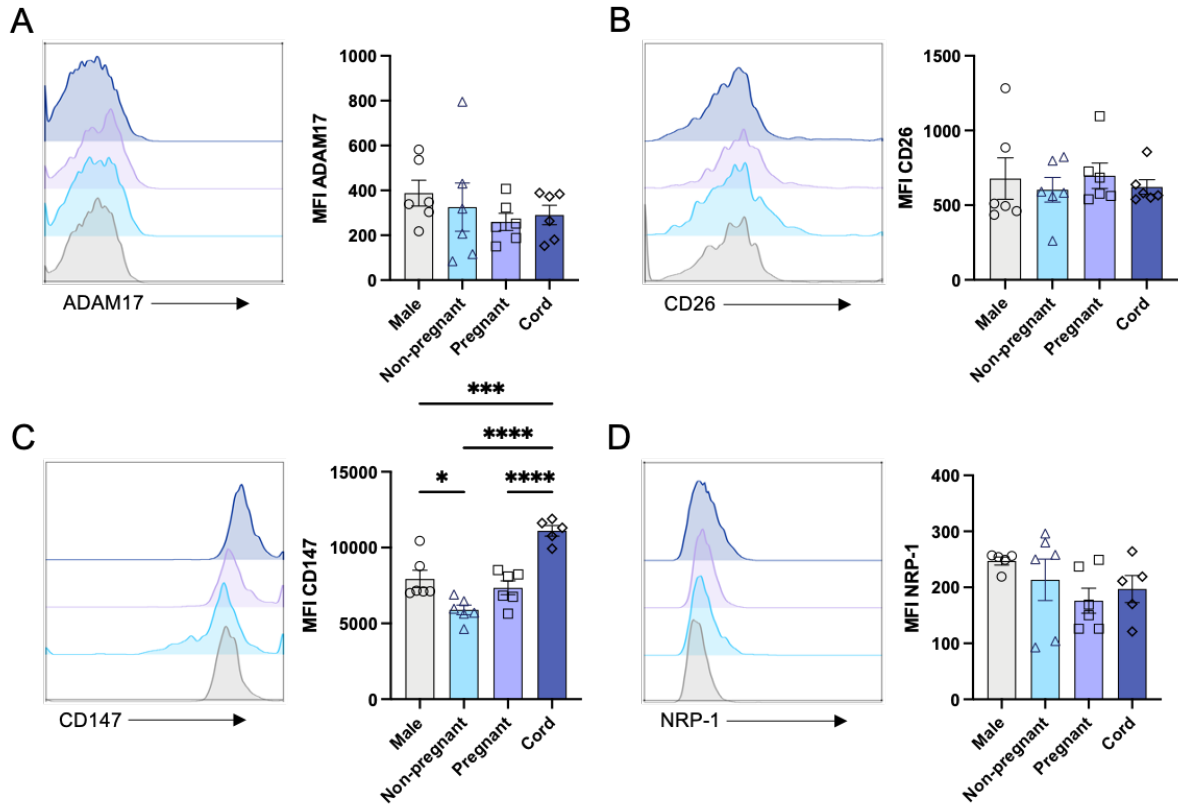 A
B
1000
800
600
400
200
0
MFI ADAM17
ADAM17
Male
Non-pregnant
Pregnant
Cord
1500
1000
500
0
MFI CD26
CD26
Male
Non-pregnant
Pregnant
Cord
C
D
***
****
* ****
15000
10000
5000
0
MFI CD147
CD147
Male
Non-pregnant
Pregnant
Cord
400
300
200
100
0
MFI NRP-1
NRP-1
Male
Non-pregnant
Pregnant
Cord